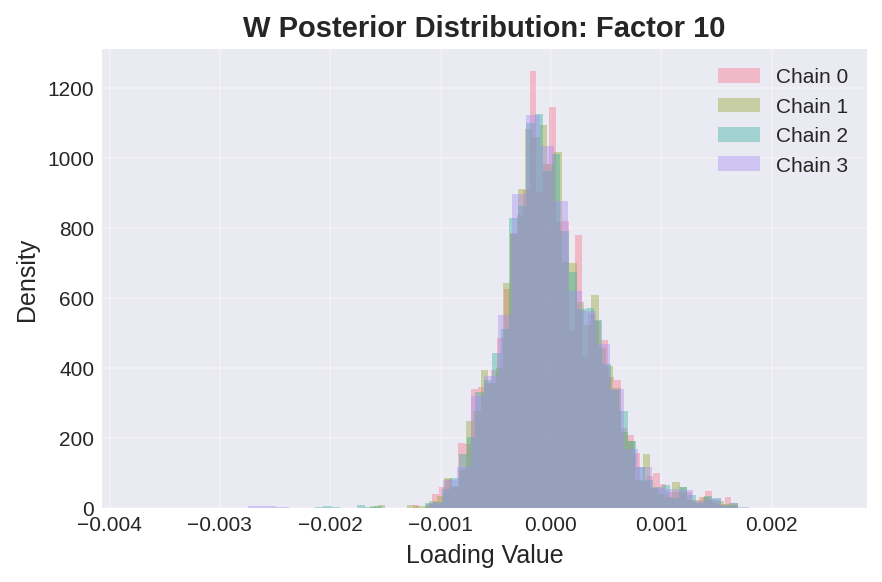 W Posterior Distribution: Factor 10
Chain 0
Chain 1
Chain 2
Chain 3
1200
1000
800
600
400
200
0
Density
−0.004 −0.003 −0.002 −0.001 0.000 0.001 0.002
Loading Value